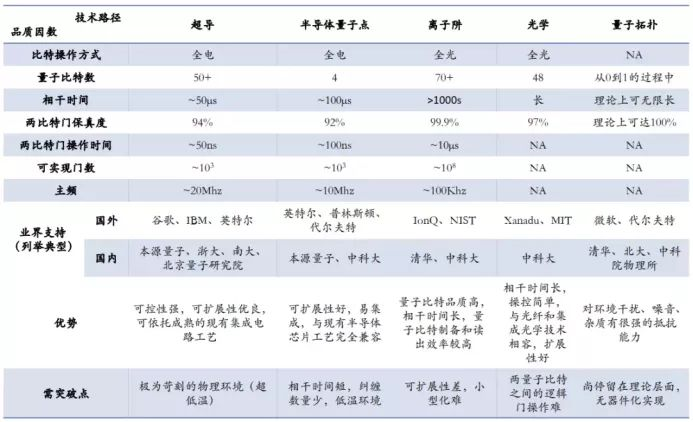 技术路径
品质因数
超导
半导体量子点
离子阱
光学
量子拓扑
比特操作方式
全电
全电
全光
全光
NA
量子比特数
50+
4
70+
48
从0到1的过程中
相干时间
~50μs
~100μs
>1000s
长
理论上可无限长
两比特门保真度
94%
92%
99.9%
97%
理论上可达100%
两比特门操作时间
~50ns
~100ns
~10μs
NA
NA
可实现门数
~10³
~10³
~10⁸
NA
NA
主频
~20Mhz
~10Mhz
~100Khz
NA
NA
业界支持
（列举典型）
国外
谷歌、IBM、英特尔
英特尔、普林斯顿、
代尔夫特
IonQ、NIST
Xanadu、MIT
微软、代尔夫特
国内
本源量子、浙大、南大、
北京量子研究院
本源量子、中科大
清华、中科大
中科大
清华、北大、中科
院物理所
优势
可控性强，可扩展性优良，
可依托成熟的现有集成电
路工艺
可扩展性好，易集
成，与现有半导体
芯片工艺完全兼容
量子比特品质高，
相干时间长，量
子比特制备和读
出效率较高
相干时间长，
操控简单，
与光纤和集
成光学技术
相容，扩展
性好
对环境干扰、噪音、
杂质有很强的抵抗
能力
需突破点
极为苛刻的物理环境（超
低温）
相干时间短，纠缠
数量少，低温环境
可扩展性差，小
型化难
两量子比特
之间的逻辑
门操作难
尚停留在理论层面，
无器件化实现